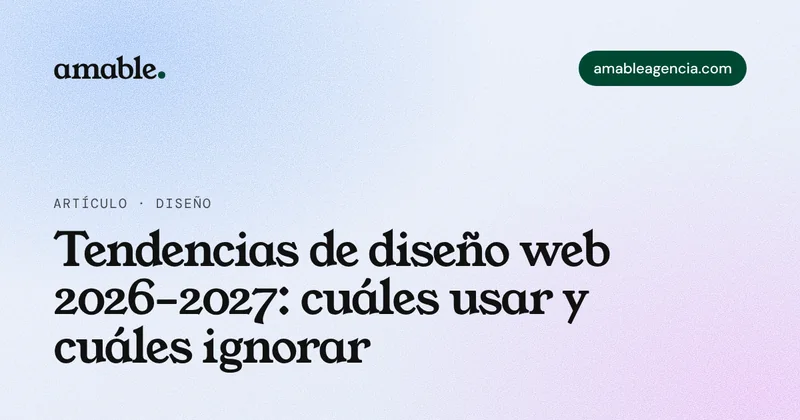 amable.
amableagencia.com
ARTÍCULO · DISEÑO
Tendencias de diseño web
2026–2027: cuáles usar y
cuáles ignorar